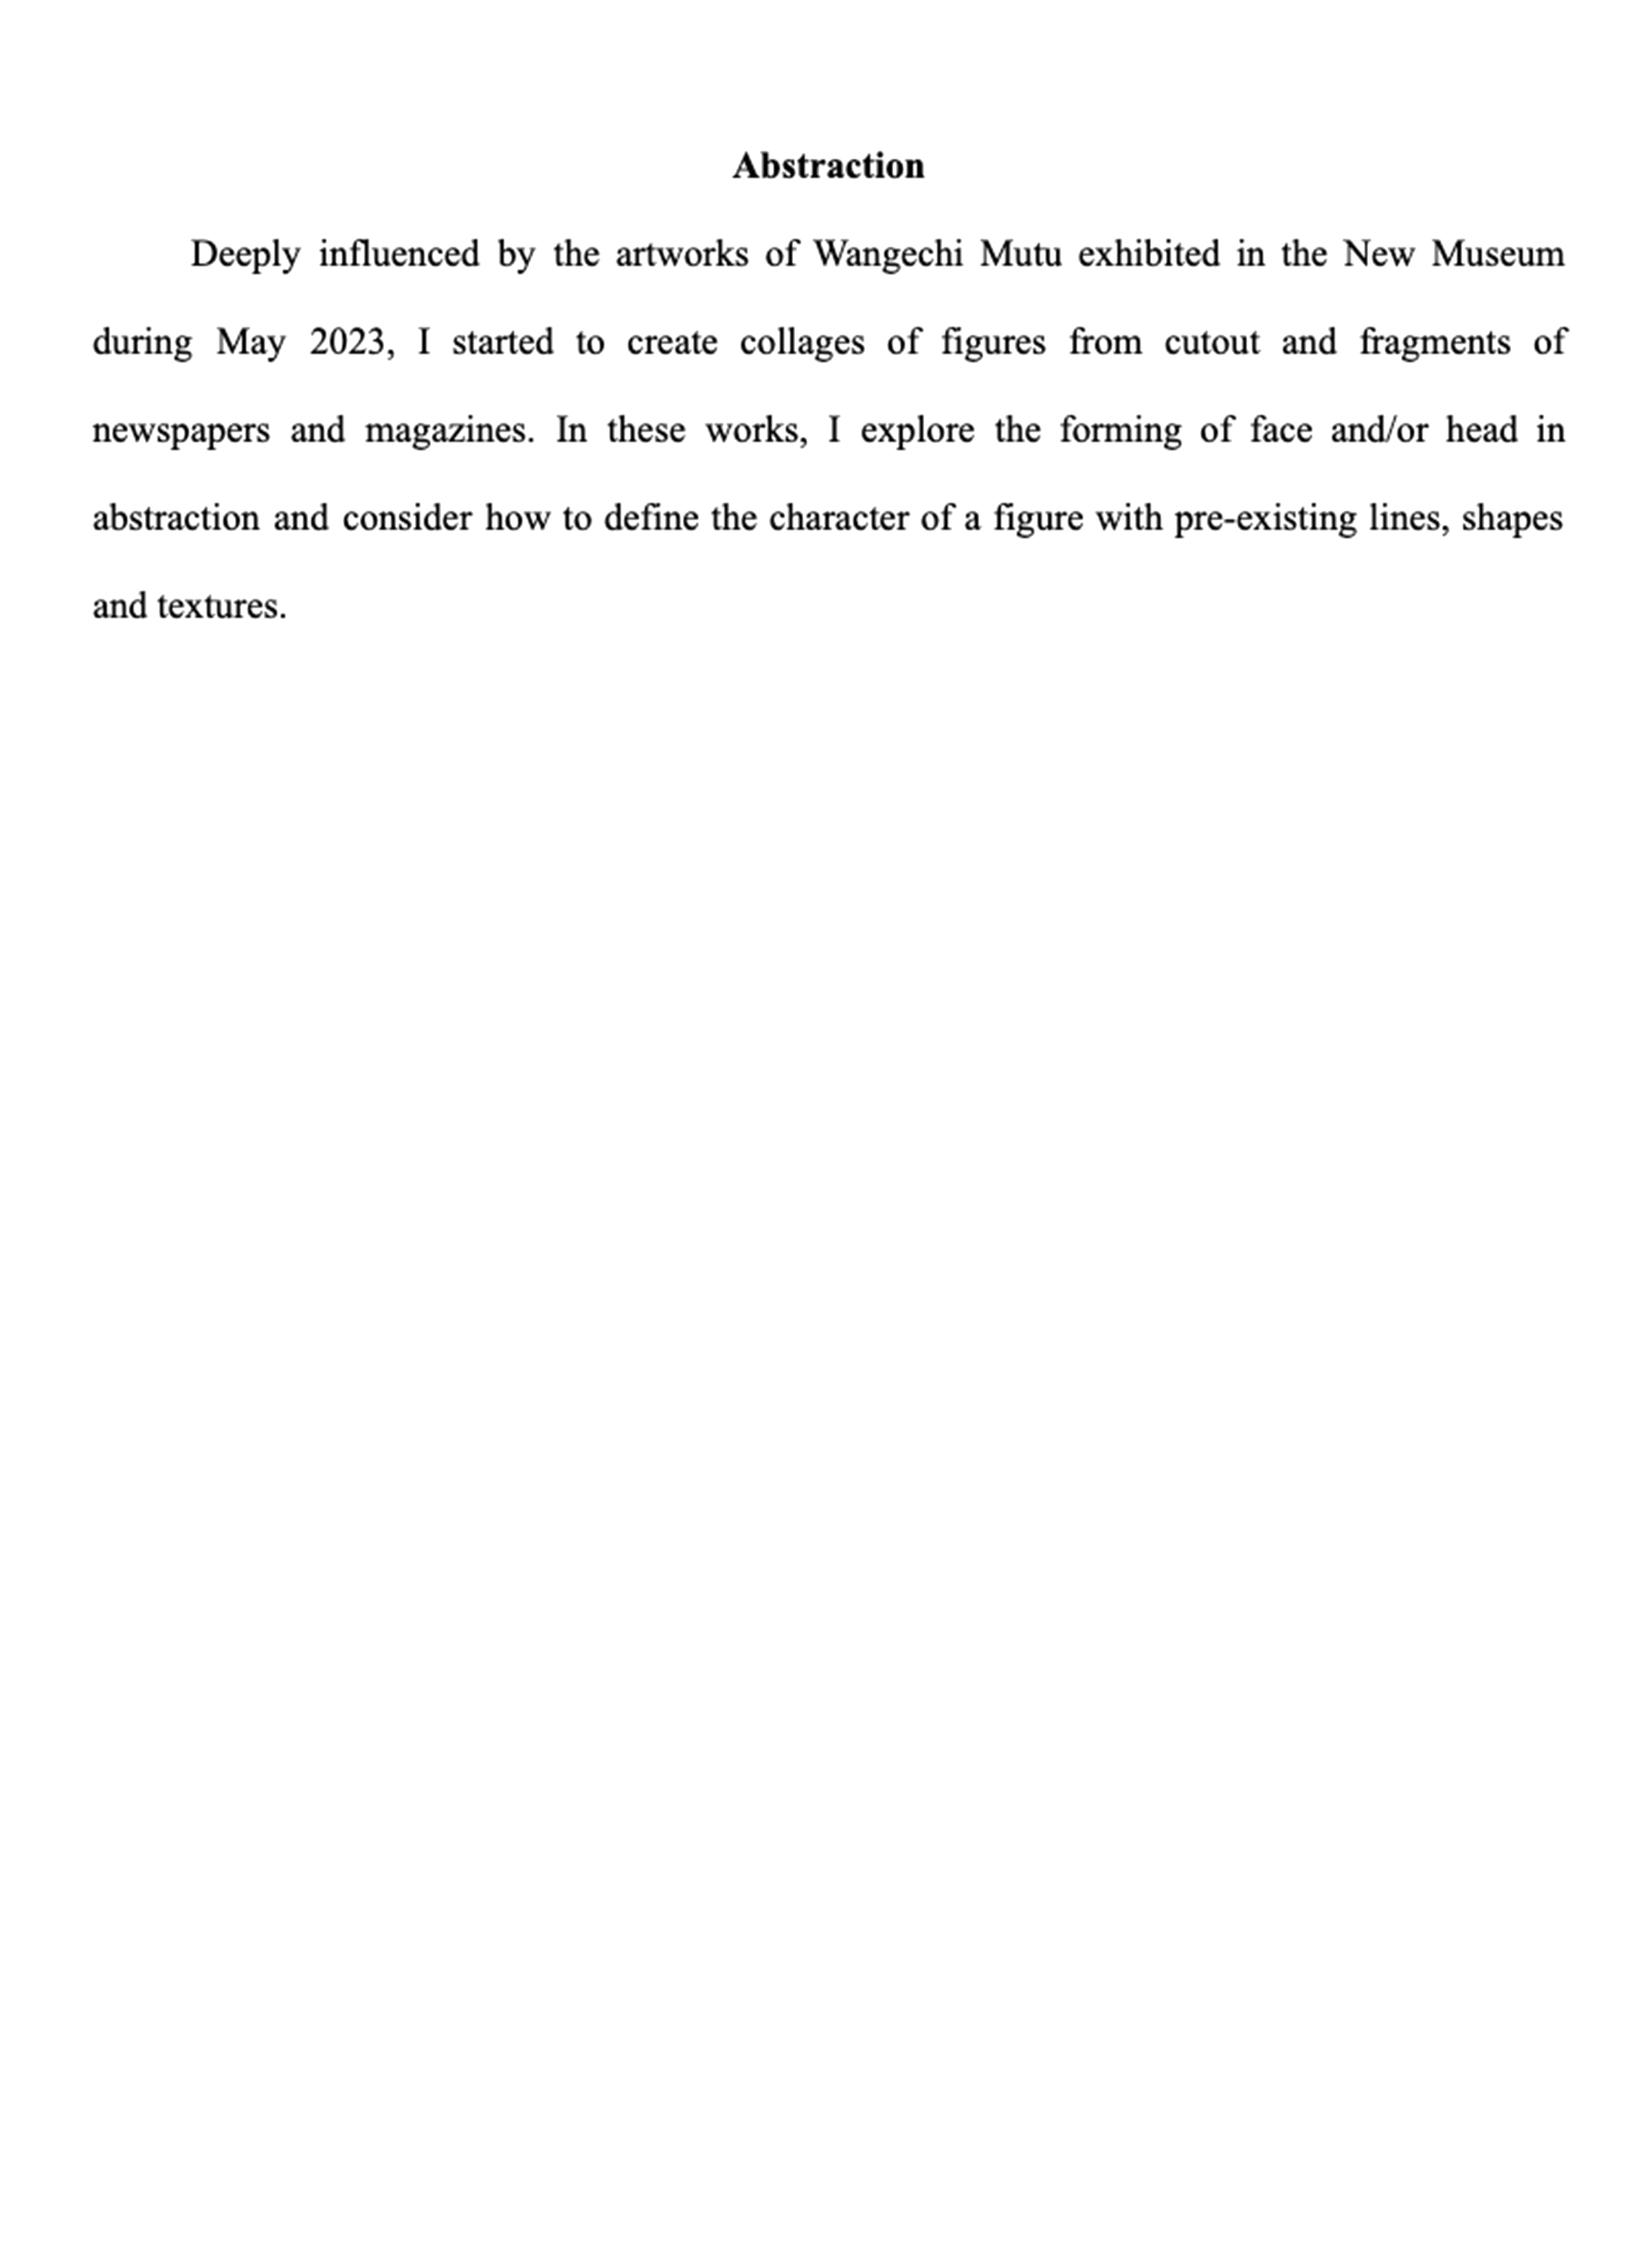 Abstraction
Deeply influenced by the artworks of Wangechi Mutu exhibited in the New Museum
during May 2023, I started to create collages of figures from cutout and fragments of
newspapers and magazines. In these works, I explore the forming of face and/or head in
abstraction and consider how to define the character of a figure with pre-existing lines, shapes
and textures.